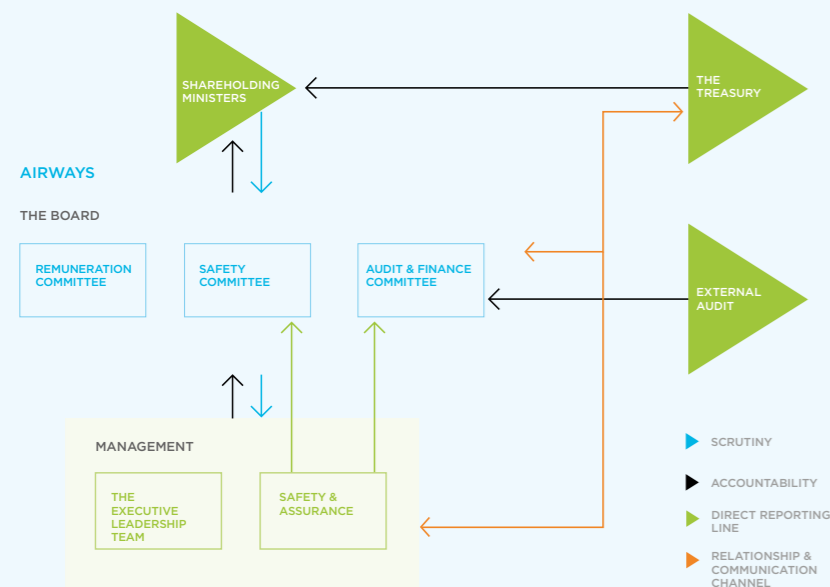 SHAREHOLDING
MINISTERS
THE
TREASURY
AIRWAYS
THE BOARD
REMUNERATION
COMMITTEE
SAFETY
COMMITTEE
AUDIT & FINANCE
COMMITTEE
EXTERNAL
AUDIT
MANAGEMENT
THE
EXECUTIVE
LEADERSHIP
TEAM
SAFETY &
ASSURANCE
SCRUTINY
ACCOUNTABILITY
DIRECT REPORTING
LINE
RELATIONSHIP &
COMMUNICATION
CHANNEL